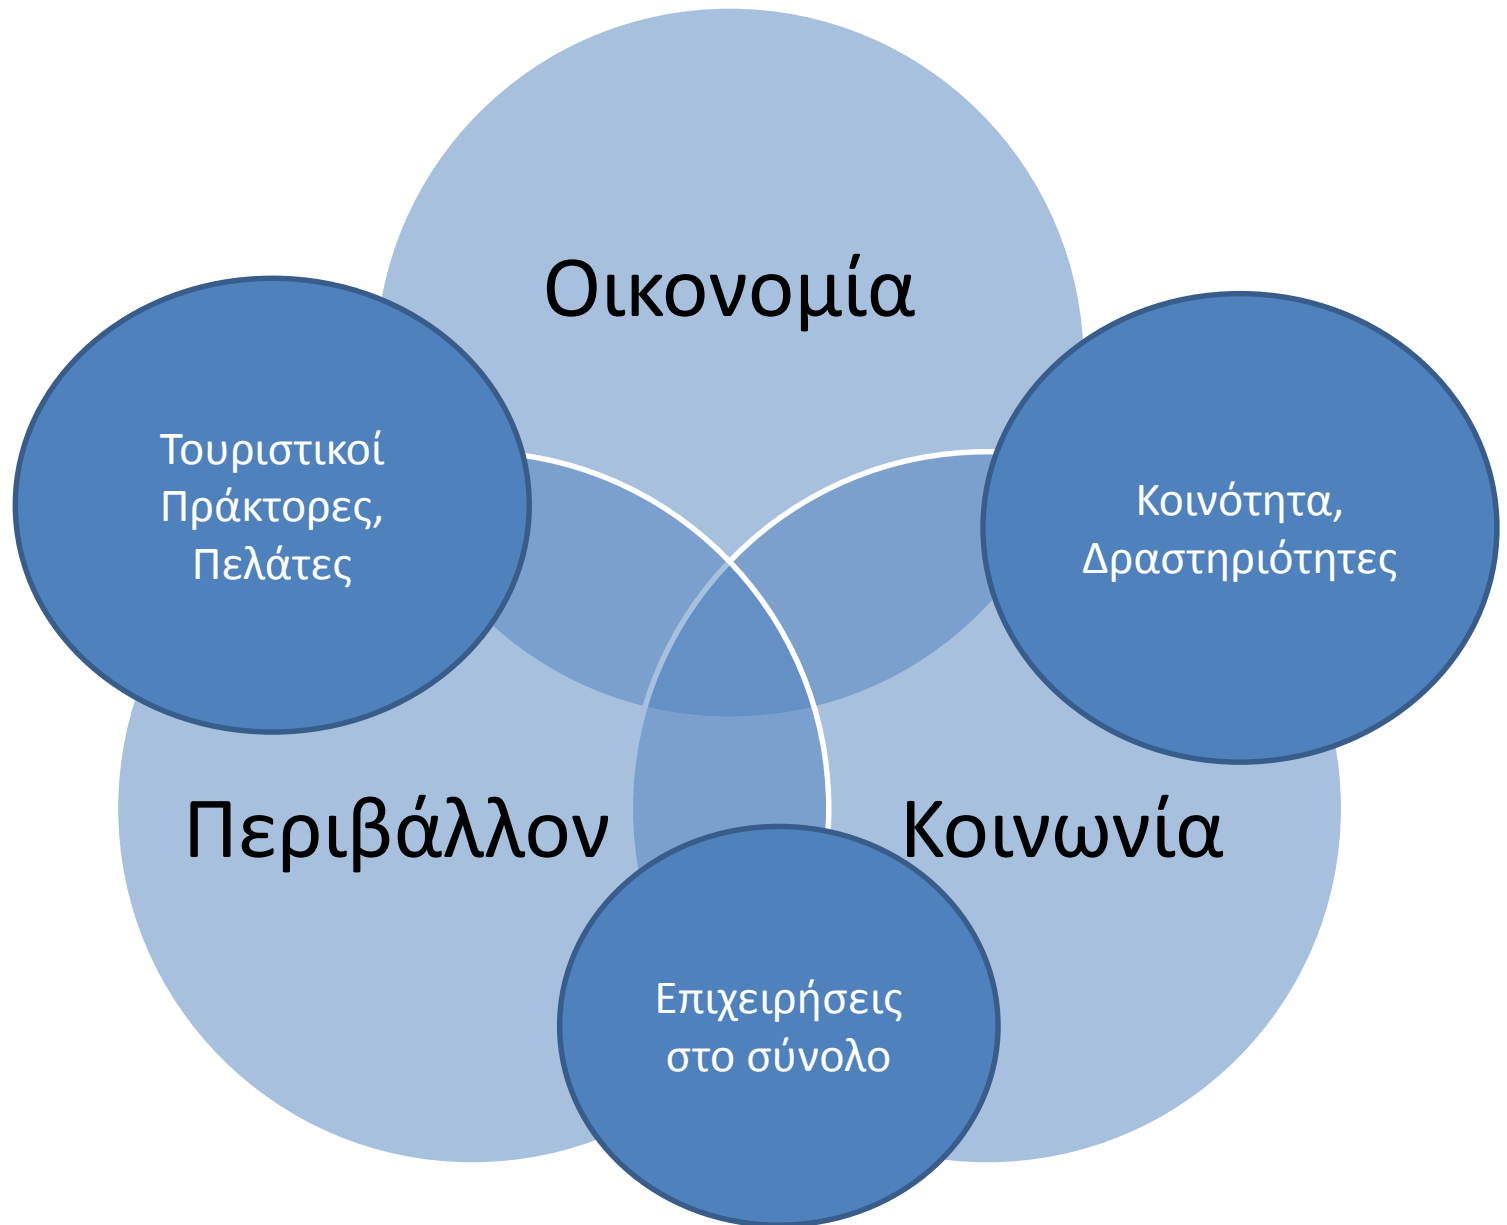 Οικονομία
Τουριστικοί
Πράκτορες,
Πελάτες
Κοινότητα,
Δραστηριότητες
Περιβάλλον
Κοινωνία
Επιχειρήσεις
στο σύνολο